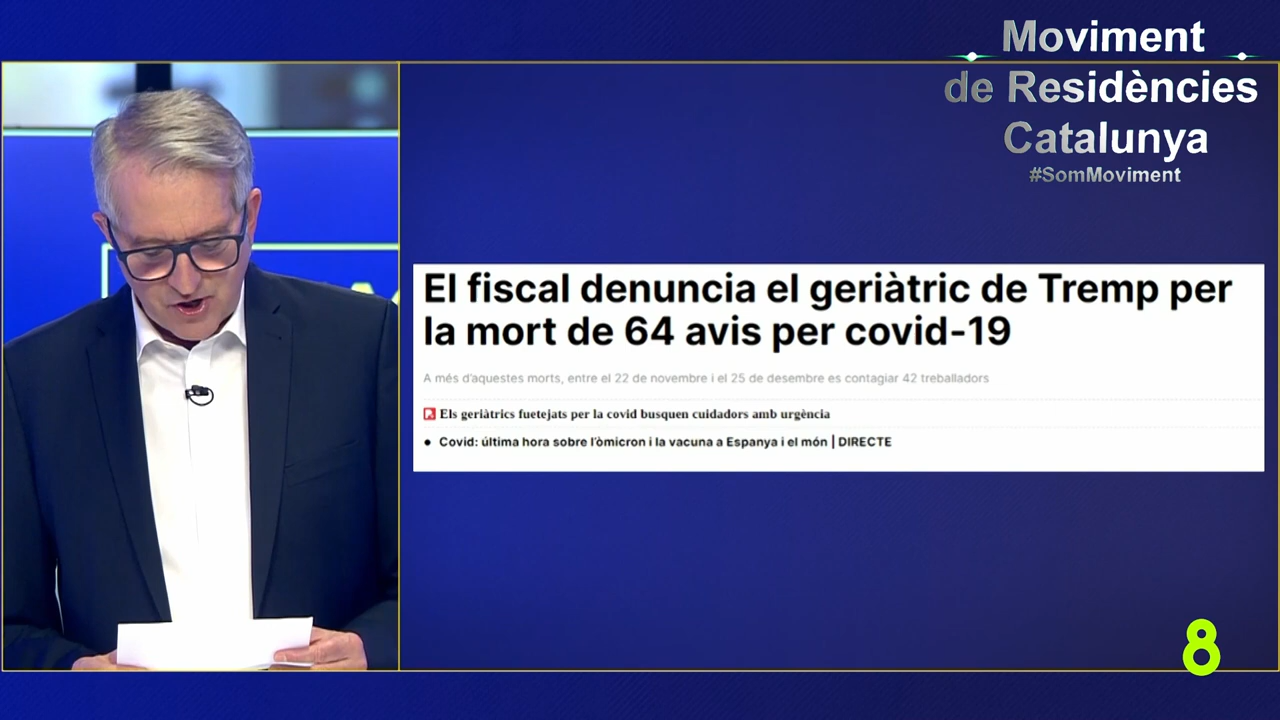 Moviment
de Residències
Catalunya
#SomMoviment
El fiscal denuncia el geriàtric de Tremp per
la mort de 64 avis per covid-19
A més d'aquestes morts, entre el 22 de novembre i el 25 de desembre es contagiar 42 treballadors
Els geriàtrics fuetejats per la covid busquen cuidadors amb urgència
• Covid: última hora sobre l'òmicron i la vacuna a Espanya i el món | DIRECTE
8